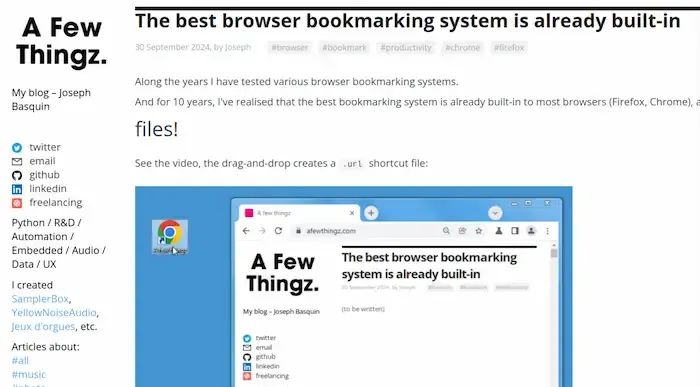 The best browser bookmarking system is already built-in
30 September 2024, by Joseph #browser #bookmark #productivity #chrome #firefox
Along the years I have tested various browser bookmarking systems.
And for 10 years, I've realised that the best bookmarking system is already built-in to most browsers (Firefox, Chrome), a
files!
See the video, the drag-and-drop creates a .url shortcut file:
A Few
Thingz.
My blog – Joseph
Basquin
twitter
email
github
linkedin
freelancing
Python / R&D /
Automation /
Embedded / Audio /
Data / UX
I created
SamplerBox,
YellowNoiseAudio,
Jeux d'orgues, etc.
Articles about:
#all
#music
A few thingz
afewthingz.com
A Few
Thingz.
My blog – Joseph Basquin
twitter
email
github
linkedin
freelancing
The best browser bookmarking
system is already built-in
30 September 2024, by Joseph
(to be written)